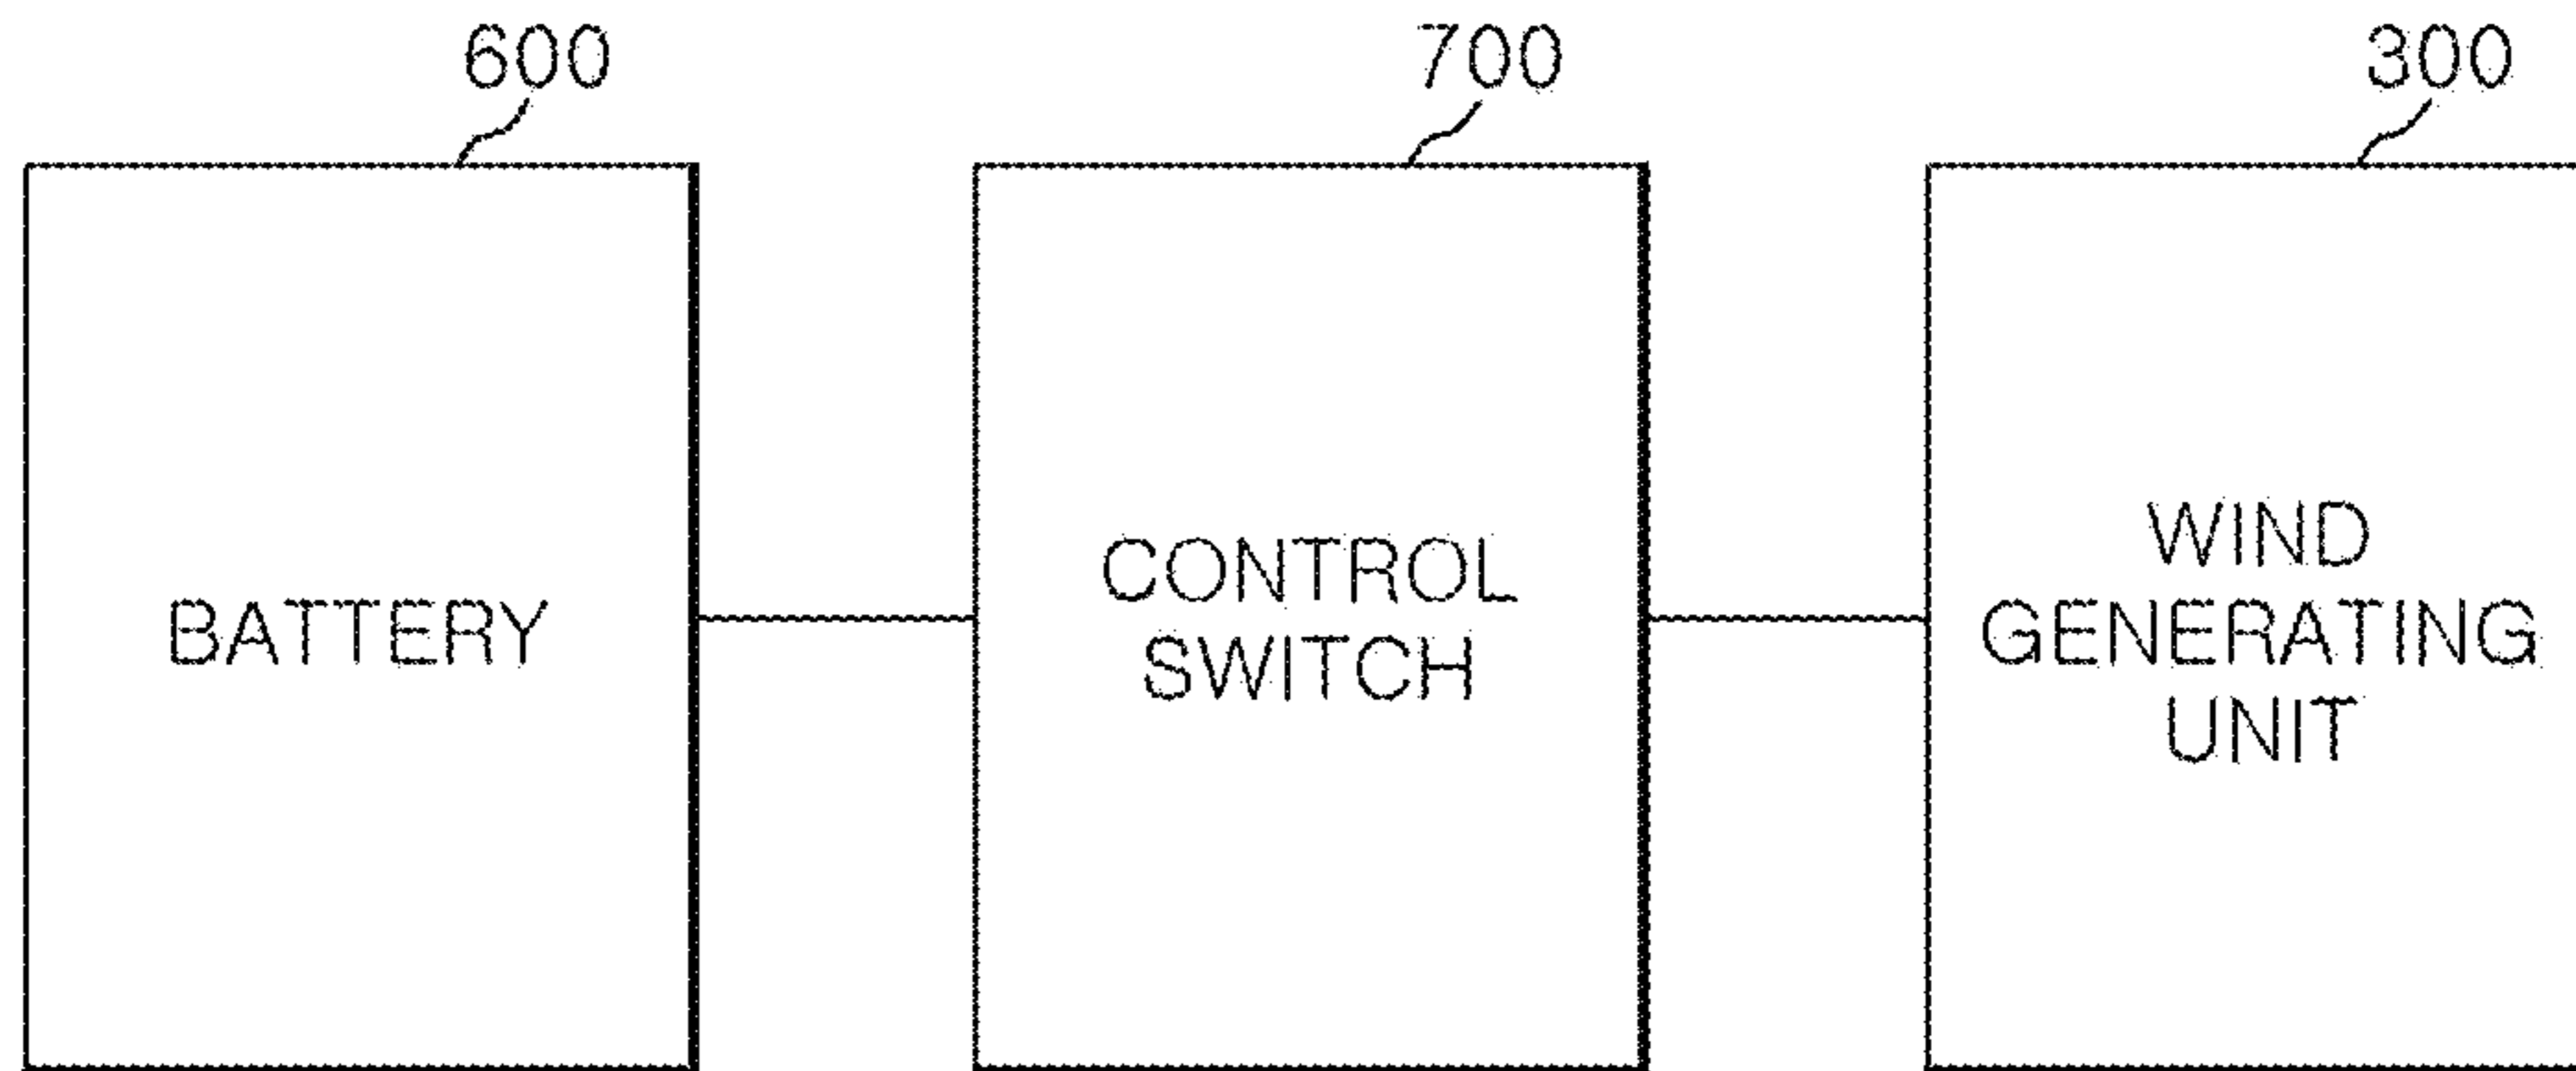 600
700
300
BATTERY
CONTROL
SWITCH
WIND
GENERATING
UNIT